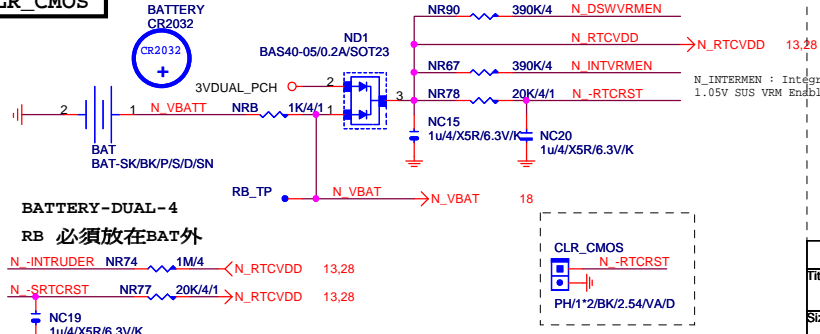 CLR_CMOS
BATTERY
CR2032
CR2032
+
ND1
BAS40-05/0.2A/SOT23
NR90 390K/4 N_DSWVRMEN
N_RTCVDD N_RTCVDD 13,28
3VDUAL_PCH 2
NR67 390K/4 N_INTVRMEN
N_INTERMEN : Integr
1.05V SUS VRM Enabl
3 NR78 20K/4/1 N_-RTCRST
2 1 N_VBATT NRB 1K/4/1 1
BAT
BAT-SK/BK/P/S/D/SN
NC15
1u/4/X5R/6.3V/K
NC20
1u/4/X5R/6.3V/K
RB_TP N_VBAT N_VBAT 18
BATTERY-DUAL-4
RB 必須放在BAT外
N_-INTRUDER NR74 1M/4 N_RTCVDD 13,28
N_-SRTCRST NR77 20K/4/1 N_RTCVDD 13,28
NC19
1u/4/X5R/6.3V/K
CLR_CMOS
N_-RTCRST
PH/1*2/BK/2.54/VA/D
Tit
Siz